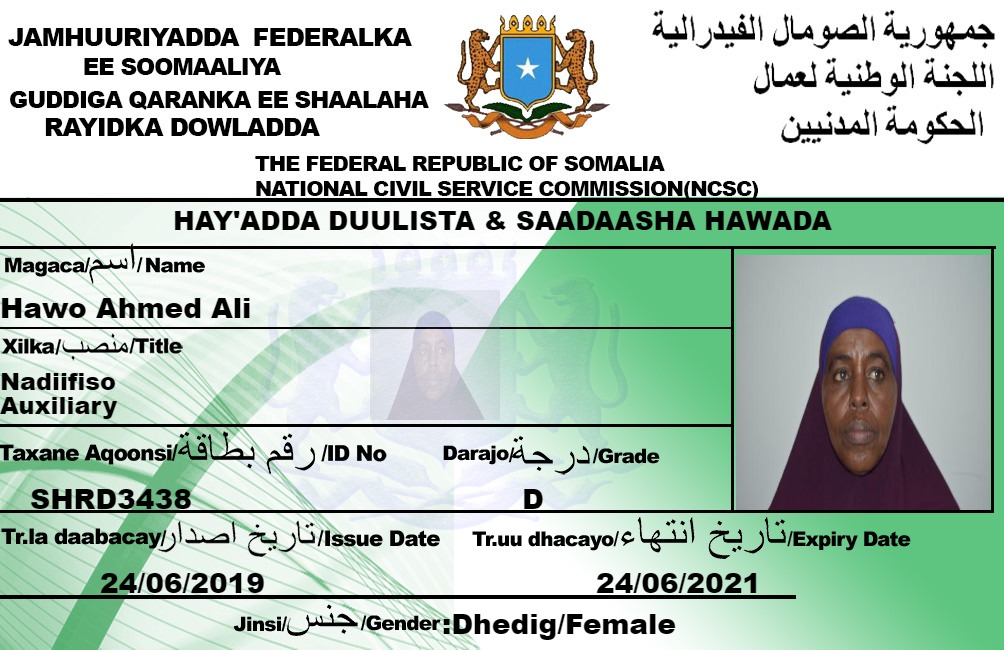 JAMHUURIYADDA FEDERALKA
EE SOOMAALIYA
GUDDIGA QARANKA EE SHAALAHA
RAYIDKA DOWLADDA
جمهورية الصومال الفيدرالية
اللجنة الوطنية لعمال
الحكومة المدنيين
THE FEDERAL REPUBLIC OF SOMALIA
NATIONAL CIVIL SERVICE COMMISSION(NCSC)
HAY'ADDA DUULISTA & SAADAASHA HAWADA
Magaca/اسم/Name
Hawo Ahmed Ali
Xilka/منصب/Title
Nadiifiso
Auxiliary
Taxane Aqoonsi/رقم بطاقة/ID No
SHRD3438
Darajo/درجة/Grade
D
Tr.la daabacay/تاريخ اصدار/Issue Date
24/06/2019
Tr.uu dhacayo/تاريخ انتهاء/Expiry Date
24/06/2021
Jinsi/جنس/Gender:Dhedig/Female